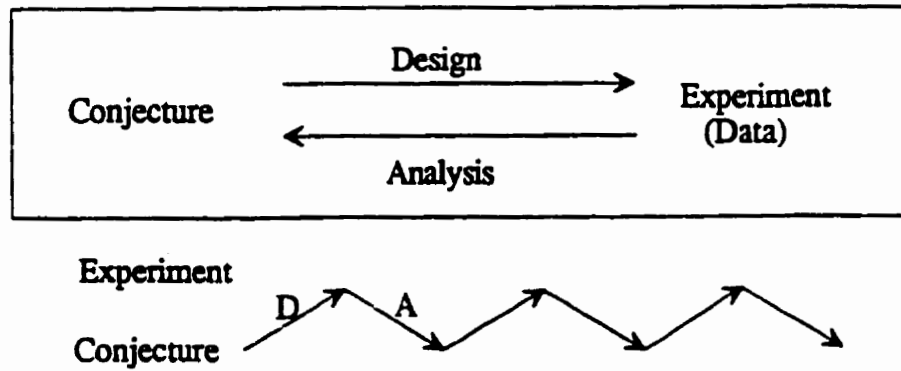 Design
Conjecture
Experiment
(Data)
Analysis
Experiment
D
A
Conjecture